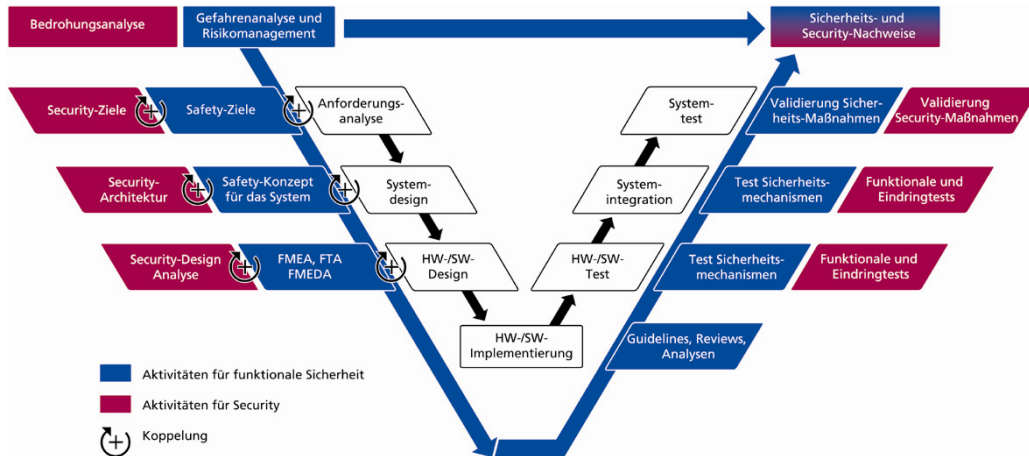 Bedrohungsanalyse
Gefahrenanalyse und
Risikomanagement
Sicherheits- und
Security-Nachweise
Security-Ziele
Safety-Ziele
Anforderungs-
analyse
System-
test
Validierung Sicher-
heits-Maßnahmen
Validierung
Security-Maßnahmen
Security-
Architektur
Safety-Konzept
für das System
System-
design
System-
integration
Test Sicherheits-
mechanismen
Funktionale und
Eindringtests
Security-Design
Analyse
FMEA, FTA
FMEDA
HW-/SW-
Design
HW-/SW-
Test
Test Sicherheits-
mechanismen
Funktionale und
Eindringtests
HW-/SW-
Implementierung
Guidelines, Reviews,
Analysen
Aktivitäten für funktionale Sicherheit
Aktivitäten für Security
Koppelung